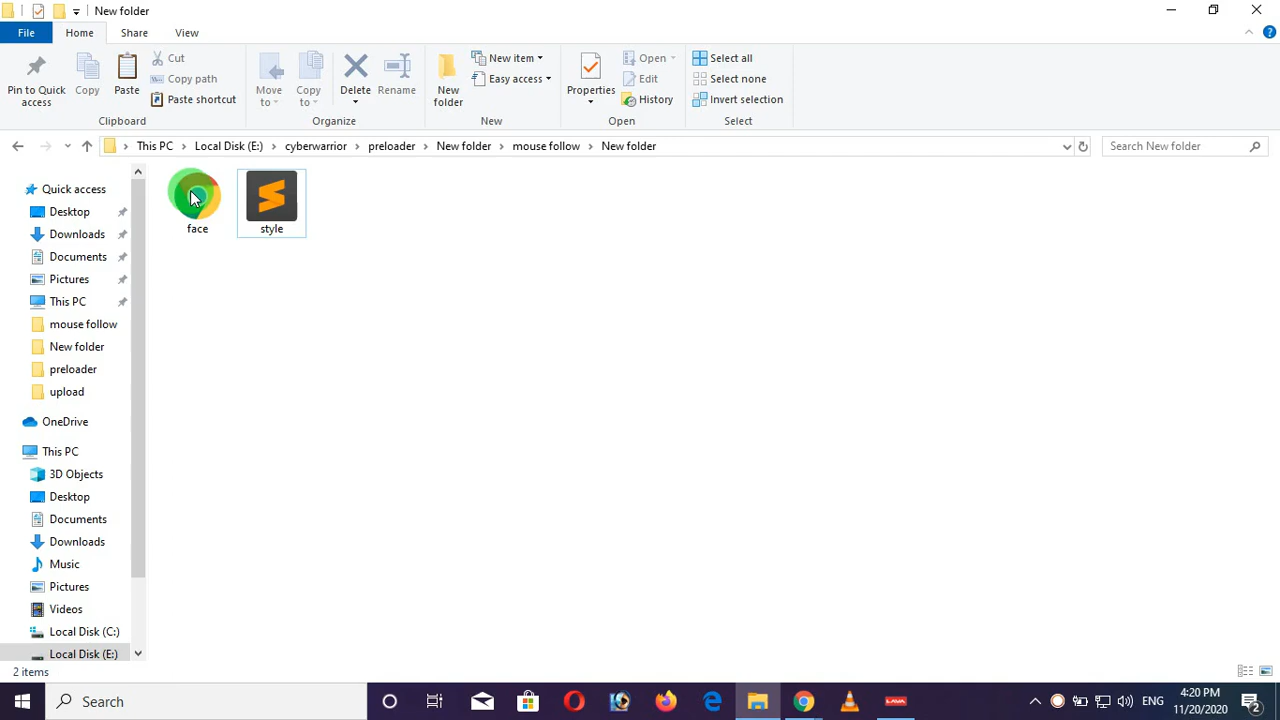 New folder
File
Home
Share
View
Pin to Quick access
Copy
Paste
Cut
Copy path
Paste shortcut
Clipboard
Move to
Copy to
Delete
Rename
Organize
New folder
New item
Easy access
New
Properties
Open
Edit
History
Open
Select all
Select none
Invert selection
Select
This PC
Local Disk (E:)
cyberwarrior
preloader
New folder
mouse follow
New folder
Search New folder
Quick access
Desktop
Downloads
Documents
Pictures
This PC
mouse follow
New folder
preloader
upload
OneDrive
This PC
3D Objects
Desktop
Documents
Downloads
Music
Pictures
Videos
Local Disk (C:)
Local Disk (E:)
face
style
2 items
Search
LAVA
ENG
4:20 PM
11/20/2020
2